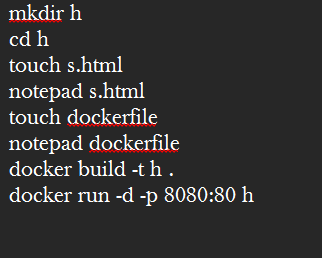 mkdir h
cd h
touch s.html
notepad s.html
touch dockerfile
notepad dockerfile
docker build -t h .
docker run -d -p 8080:80 h